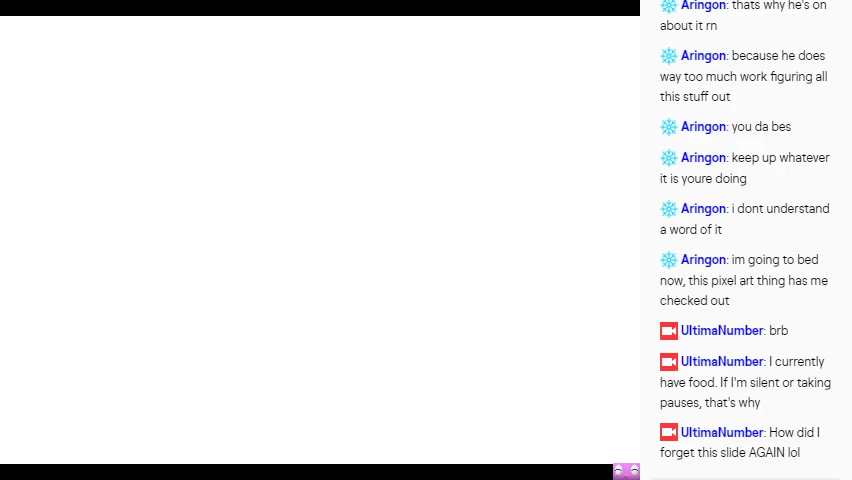 Aringon: thats why he's on
about it rn
Aringon: because he does
way too much work figuring all
this stuff out
Aringon: you da bes
Aringon: keep up whatever
it is youre doing
Aringon: i dont understand
a word of it
Aringon: im going to bed
now, this pixel art thing has me
checked out
UltimaNumber: brb
UltimaNumber: I currently
have food. If I'm silent or taking
pauses, that's why
UltimaNumber: How did I
forget this slide AGAIN lol